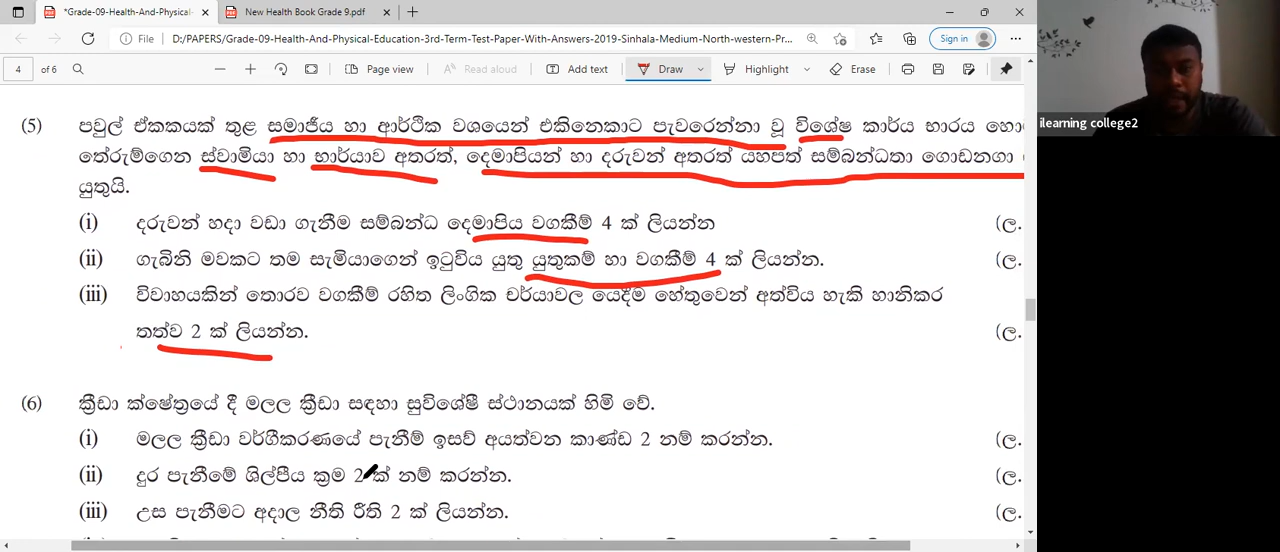 *Grade-09-Health-And-Physical-
New Health Book Grade 9.pdf
File
D:/PAPERS/Grade-09-Health-And-Physical-Education-3rd-Term-Test-Paper-With-Answers-2019-Sinhala-Medium-North-western-Pr...
Sign in
4 of 6
Page view
Read aloud
Add text
Draw
Highlight
Erase
ilearning college2
(5) පවුල් ඒකකයක් තුළ සමාජීය හා ආර්ථික වශයෙන් එකිනෙකාට පැවරෙන්නා වූ විශේෂ කාර්ය භාරය
තේරුම්ගෙන ස්වාමියා හා භාර්යාව අතරත්, දෙමාපියන් හා දරුවන් අතරත් යහපත් සම්බන්ධතා ගොඩනගා
යුතුයි.
(i) දරුවන් හදා වඩා ගැනීම සම්බන්ධ දෙමාපිය වගකීම් 4 ක් ලියන්න (ල.
(ii) ගැබිනි මවකට තම සැමියාගෙන් ඉටුවිය යුතු යුතුකම් හා වගකීම් 4 ක් ලියන්න. (ල.
(iii) විවාහයකින් තොරව වගකීම් රහිත ලිංගික චර්යාවල යෙදීම හේතුවෙන් අත්විය හැකි හානිකර
තත්ව 2 ක් ලියන්න. (ල.
(6) ක්‍රීඩා ක්ෂේත්‍රයේ දී මලල ක්‍රීඩා සඳහා සුවිශේෂී ස්ථානයක් හිමි වේ.
(i) මලල ක්‍රීඩා වර්ගීකරණයේ පැනීම් ඉසව් අයත්වන කාණ්ඩ 2 නම් කරන්න. (ල.
(ii) දුර පැනීමේ ශිල්පීය ක්‍රම 2 ක් නම් කරන්න. (ල.
(iii) උස පැනීමට අදාල නීති රීති 2 ක් ලියන්න. (ල.